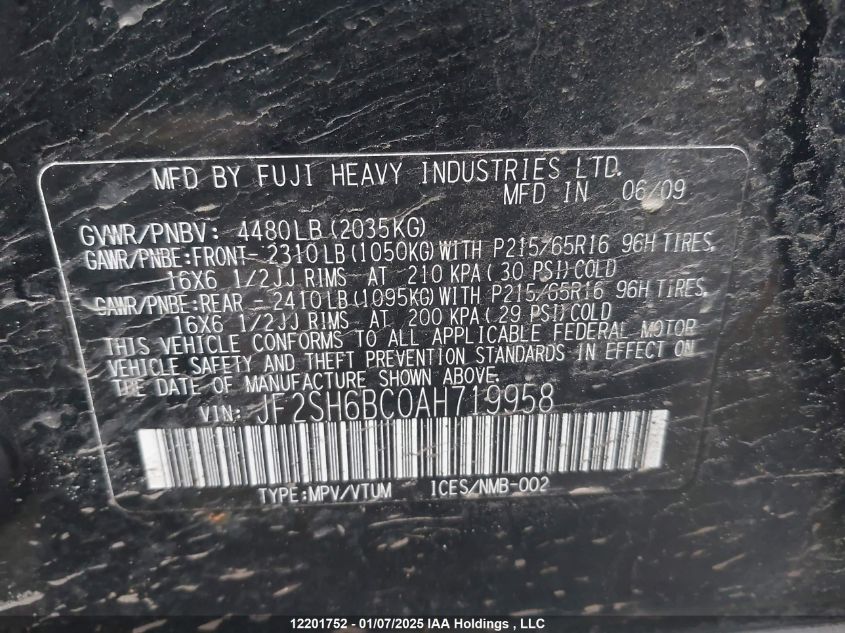 MFD BY FUJI HEAVY INDUSTRIES LTD.
MFD IN 06/09
GVWR/PNBV: 4480LB(2035KG)
GAWR/PNBE:FRONT-2310LB(1050KG)WITH P215/65R16 96H TIRES,
16X6 1/2JJ RIMS AT 210 KPA(30 PSI)COLD
GAWR/PNBE:REAR -2410LB(1095KG)WITH P215/65R16 96H TIRES,
16X6 1/2JJ RIMS AT 200 KPA(29 PSI)COLD
THIS VEHICLE CONFORMS TO ALL APPLICABLE FEDERAL MOTOR
VEHICLE SAFETY AND THEFT PREVENTION STANDARDS IN EFFECT ON
THE DATE OF MANUFACTURE SHOWN ABOVE.
VIN: JF2SH6BC0AH719958
TYPE:MPV/VTUM ICES/NMB-002
12201752 - 01/07/2025 IAA Holdings , LLC